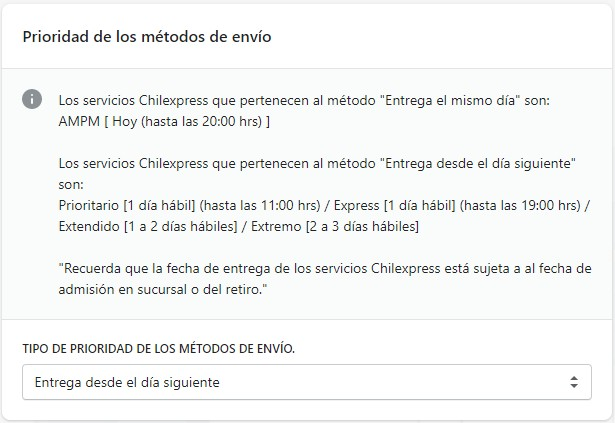 Prioridad de los métodos de envío
Los servicios Chilexpress que pertenecen al método "Entrega el mismo día" son:
AMPM [ Hoy (hasta las 20:00 hrs) ]
Los servicios Chilexpress que pertenecen al método "Entrega desde el día siguiente"
son:
Prioritario [1 día hábil] (hasta las 11:00 hrs) / Express [1 día hábil] (hasta las 19:00 hrs) /
Extendido [1 a 2 días hábiles] / Extremo [2 a 3 días hábiles]
"Recuerda que la fecha de entrega de los servicios Chilexpress está sujeta a al fecha de
admisión en sucursal o del retiro."
TIPO DE PRIORIDAD DE LOS MÉTODOS DE ENVÍO.
Entrega desde el día siguiente